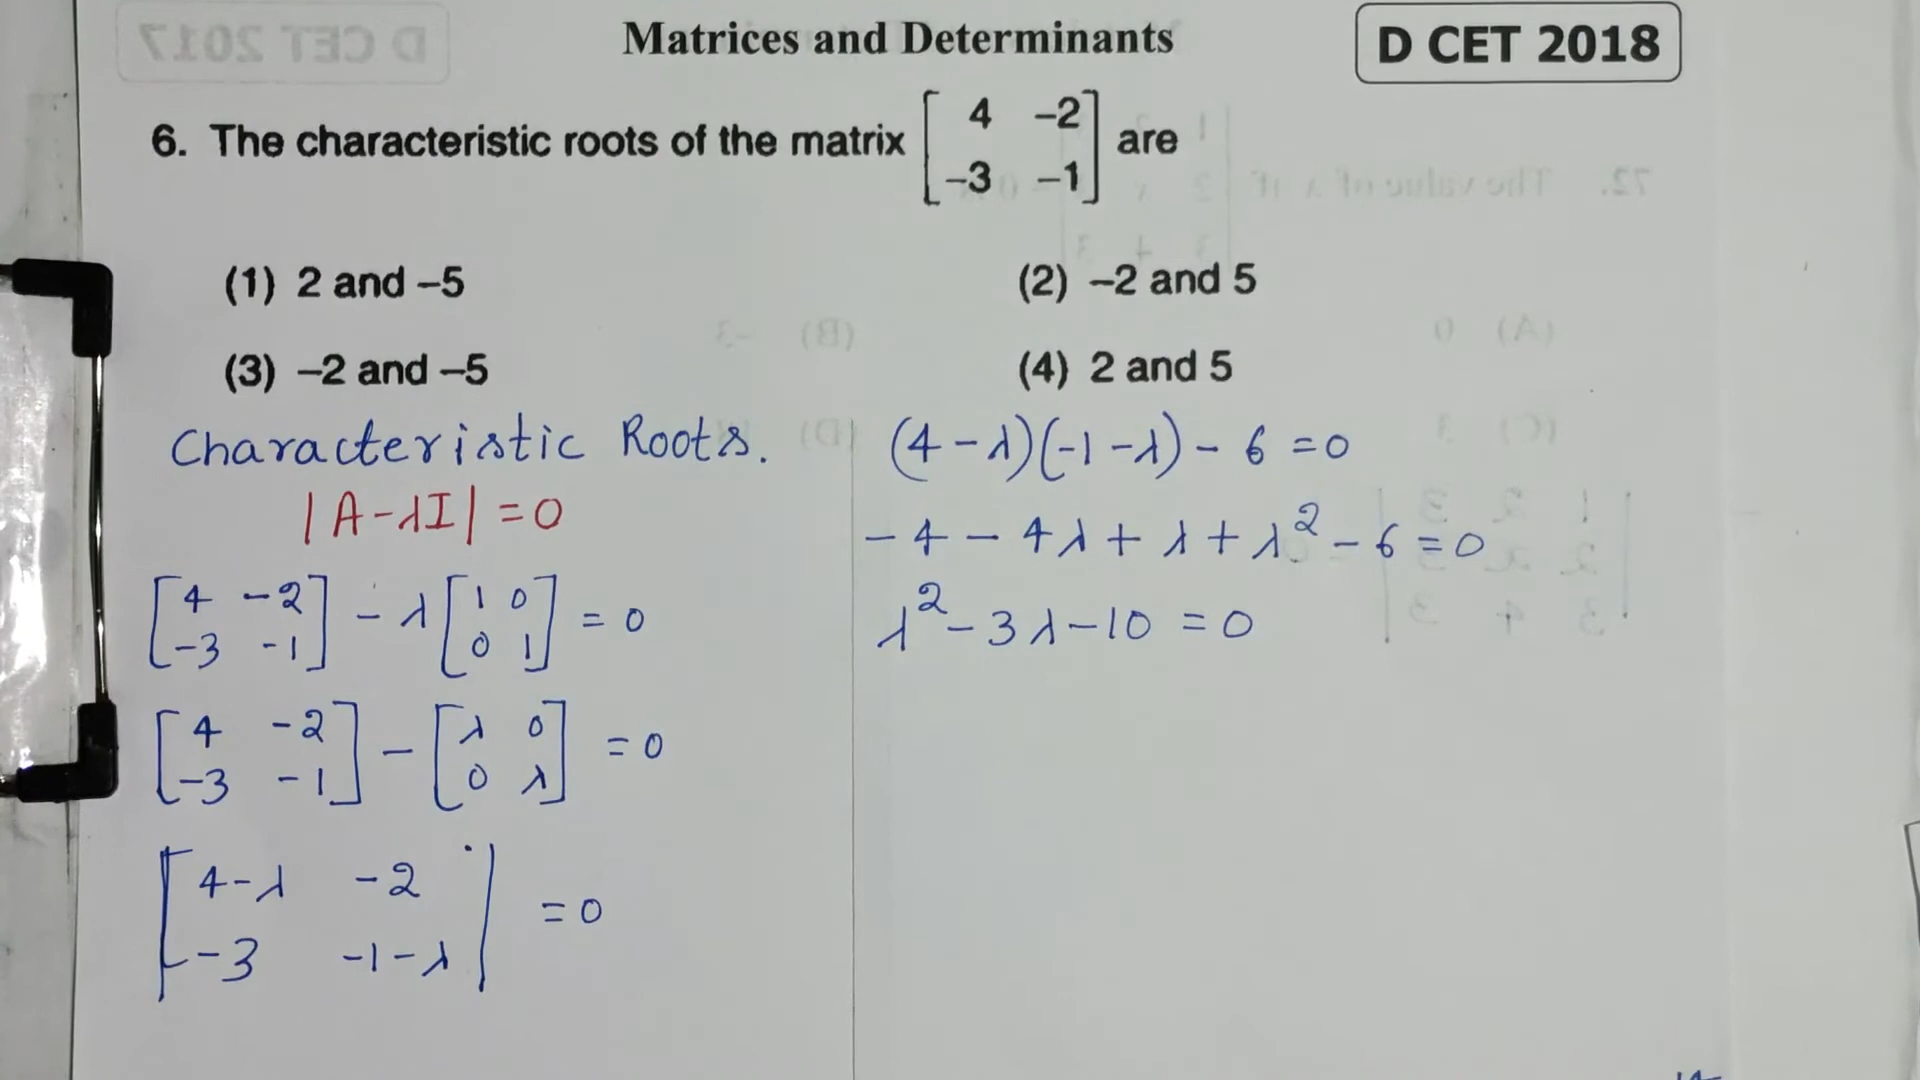 Matrices and Determinants
D CET 2018
D CET 2017
6. The characteristic roots of the matrix [4 –2; –3 –1] are
(1) 2 and –5
(2) –2 and 5
(3) –2 and –5
(4) 2 and 5
Characteristic Roots.
|A-λI| = 0
[4 -2; -3 -1] - λ[1 0; 0 1] = 0
[4 -2; -3 -1] - [λ 0; 0 λ] = 0
|4-λ -2; -3 -1-λ| = 0
(4-λ)(-1-λ) - 6 = 0
-4 - 4λ + λ + λ² - 6 = 0
λ² - 3λ - 10 = 0